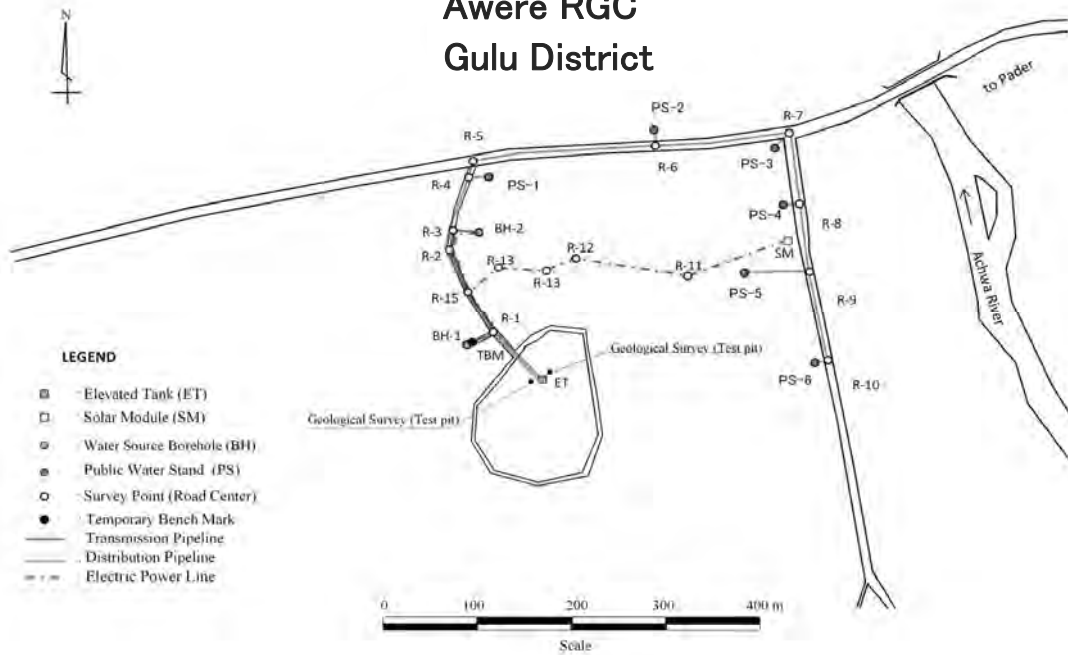 Awere RGC
Gulu District
N
to Pader
PS-2
R-7
R-5
R-6
PS-3
R-4
PS-1
PS-4
R-8
R-3
BH-2
R-2
R-12
SM
R-13
R-13
R-11
PS-5
Achwa River
R-15
R-9
R-1
BH-1
TBM
Geological Survey (Test pit)
ET
PS-6
R-10
Geological Survey (Test pit)
LEGEND
Elevated Tank (ET)
Solar Module (SM)
Water Source Borehole (BH)
Public Water Stand (PS)
Survey Point (Road Center)
Temporary Bench Mark
Transmission Pipeline
Distribution Pipeline
Electric Power Line
0 100 200 300 400 m
Scale